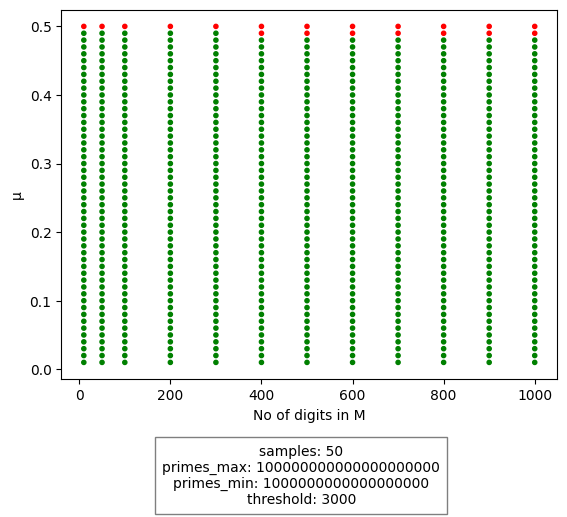 0.5
0.4
0.3
0.2
0.1
0.0
μ
0 200 400 600 800 1000
No of digits in M
samples: 50
primes_max: 100000000000000000000
primes_min: 1000000000000000000
threshold: 3000